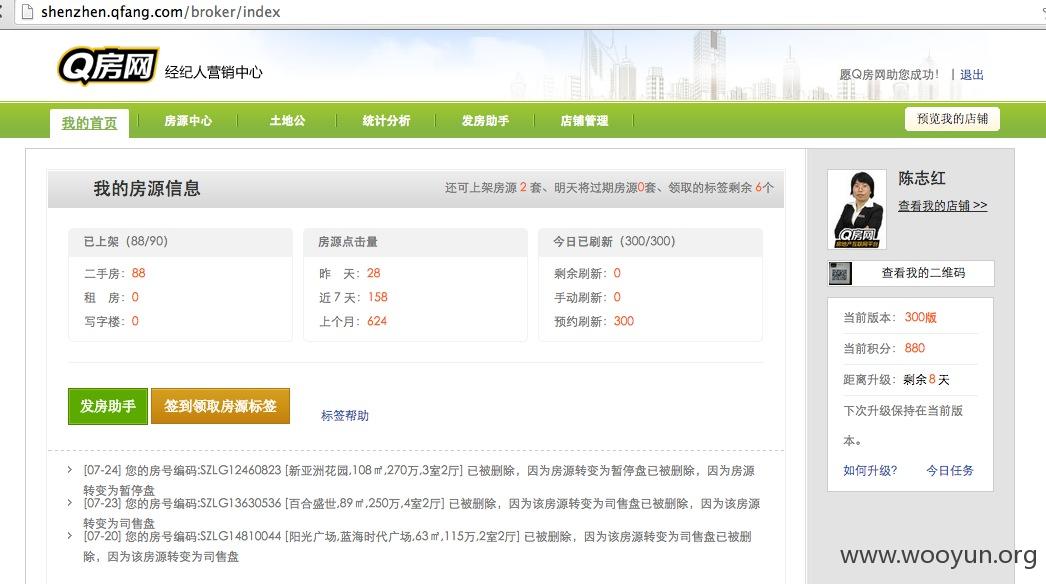 shenzhen.qfang.com/broker/index
Q房网 经纪人营销中心
愿Q房网助您成功! | 退出
我的首页 房源中心 土地公 统计分析 发房助手 店铺管理 预览我的店铺
我的房源信息 还可上架房源 2 套、明天将过期房源0套、领取的标签剩余 6个
已上架 (88/90)
二手房: 88
租 房: 0
写字楼: 0
房源点击量
昨 天: 28
近 7 天: 158
上个月: 624
今日已刷新 (300/300)
剩余刷新: 0
手动刷新: 0
预约刷新: 300
发房助手 签到领取房源标签 标签帮助
[07-24] 您的房号编码:SZLG12460823 [新亚洲花园,108㎡,270万,3室2厅] 已被删除, 因为房源转变为暂停盘已被删除, 因为房源
转变为暂停盘
[07-23] 您的房号编码:SZLG13630536 [百合盛世,89㎡,250万,4室2厅] 已被删除, 因为该房源转变为司售盘已被删除, 因为该房源
转变为司售盘
[07-20] 您的房号编码:SZLG14810044 [阳光广场,蓝海时代广场,63㎡,115万,2室2厅] 已被删除, 因为该房源转变为司售盘已被删
除, 因为该房源转变为司售盘
陈志红
查看我的店铺 >>
Q房网
房地产互联网平台
查看我的二维码
当前版本: 300版
当前积分: 880
距离升级: 剩余8天
下次升级保持在当前版
本。
如何升级? 今日任务
www.wooyun.org